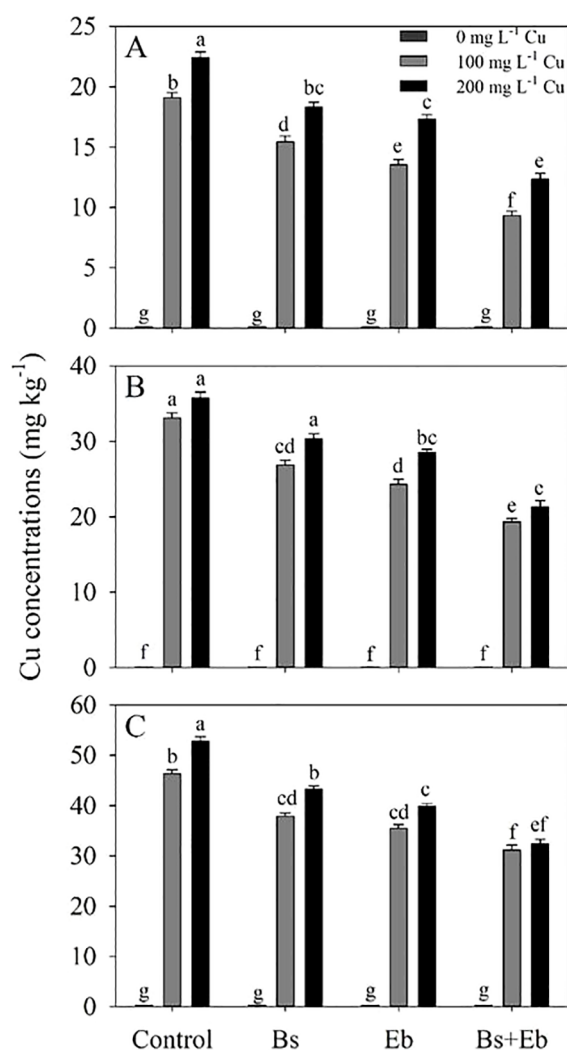 Cu concentrations (mg kg⁻¹)
A
0 mg L⁻¹ Cu
100 mg L⁻¹ Cu
200 mg L⁻¹ Cu
25
20
15
10
5
0
g b a
g d bc
g e c
g f e
B
40
30
20
10
0
f a a
f cd a
f d bc
f e c
C
60
50
40
30
20
10
0
g b a
g cd b
g cd c
g f ef
Control Bs Eb Bs+Eb